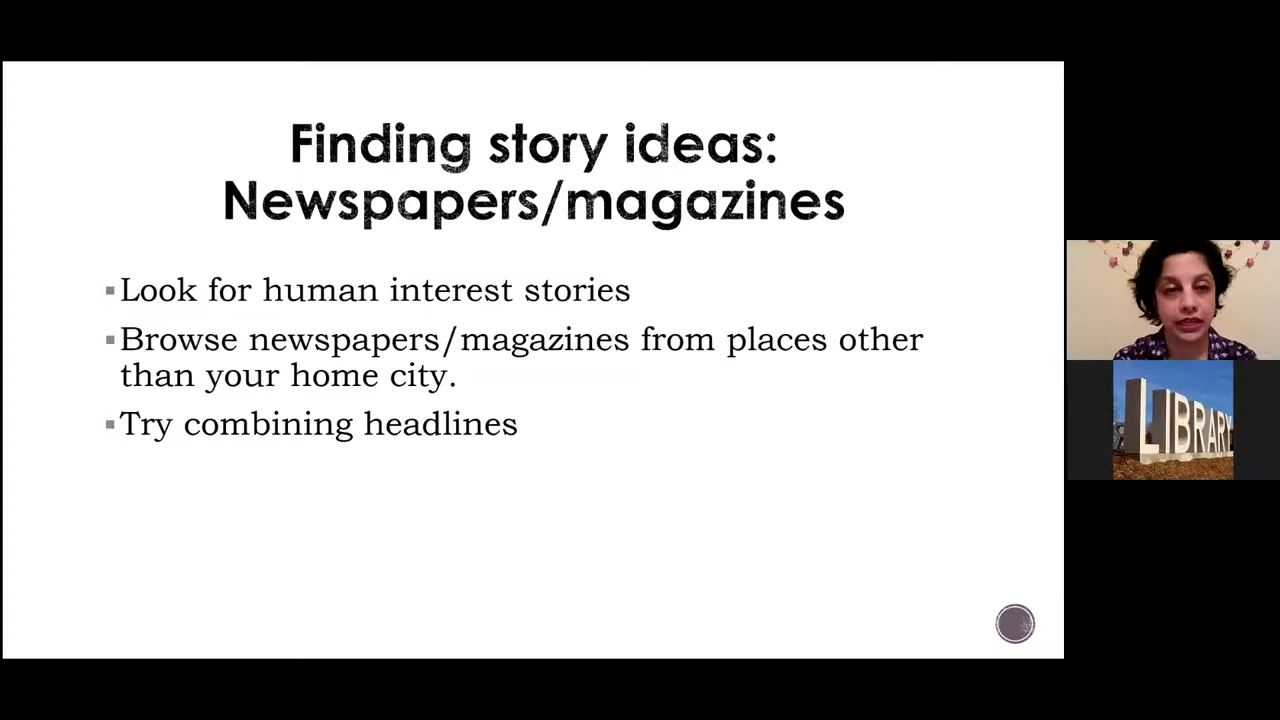 Finding story ideas:
Newspapers/magazines
▪Look for human interest stories
▪Browse newspapers/magazines from places other
than your home city.
▪Try combining headlines
LIBRARY